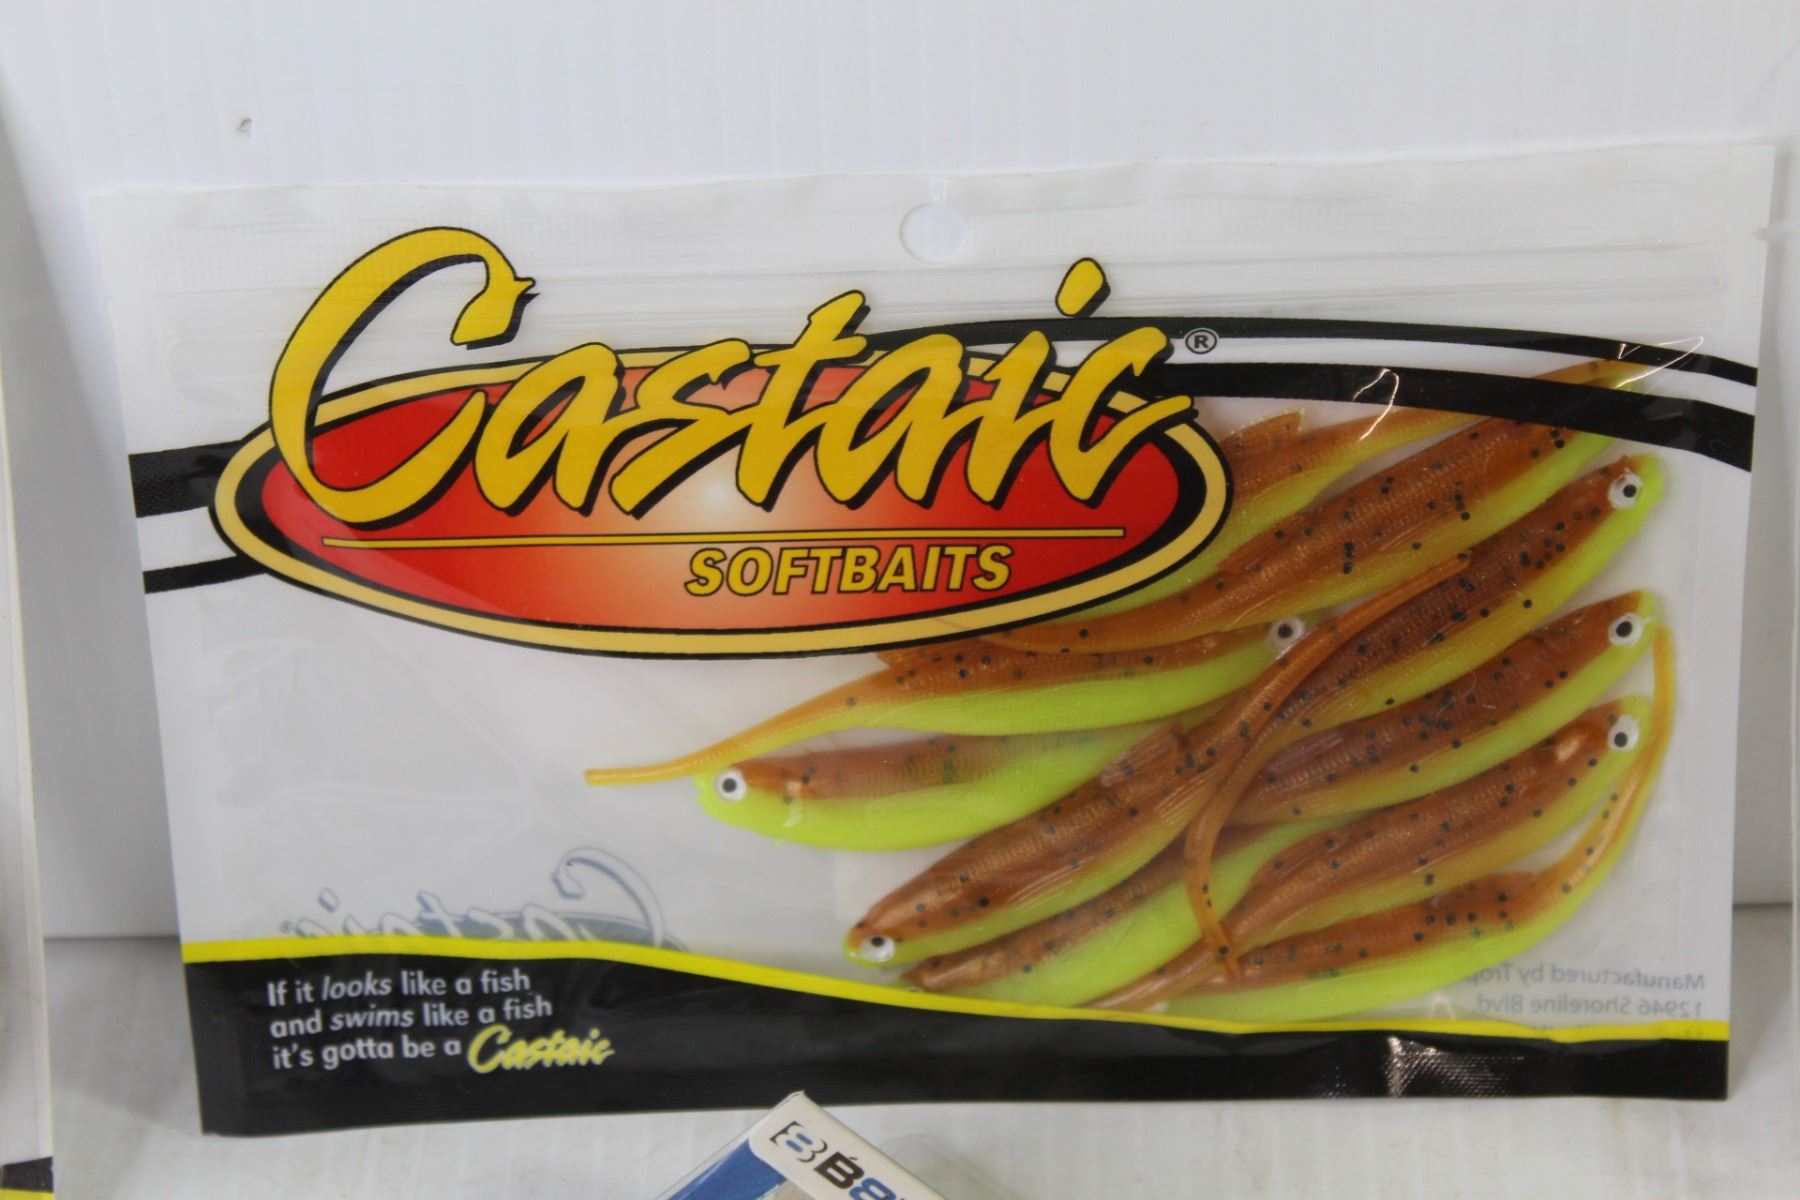 Castaic®
SOFTBAITS
If it looks like a fish
and swims like a fish
it's gotta be a Castaic
Castaic®
Manufactured by
12946 Shoreline Blvd.